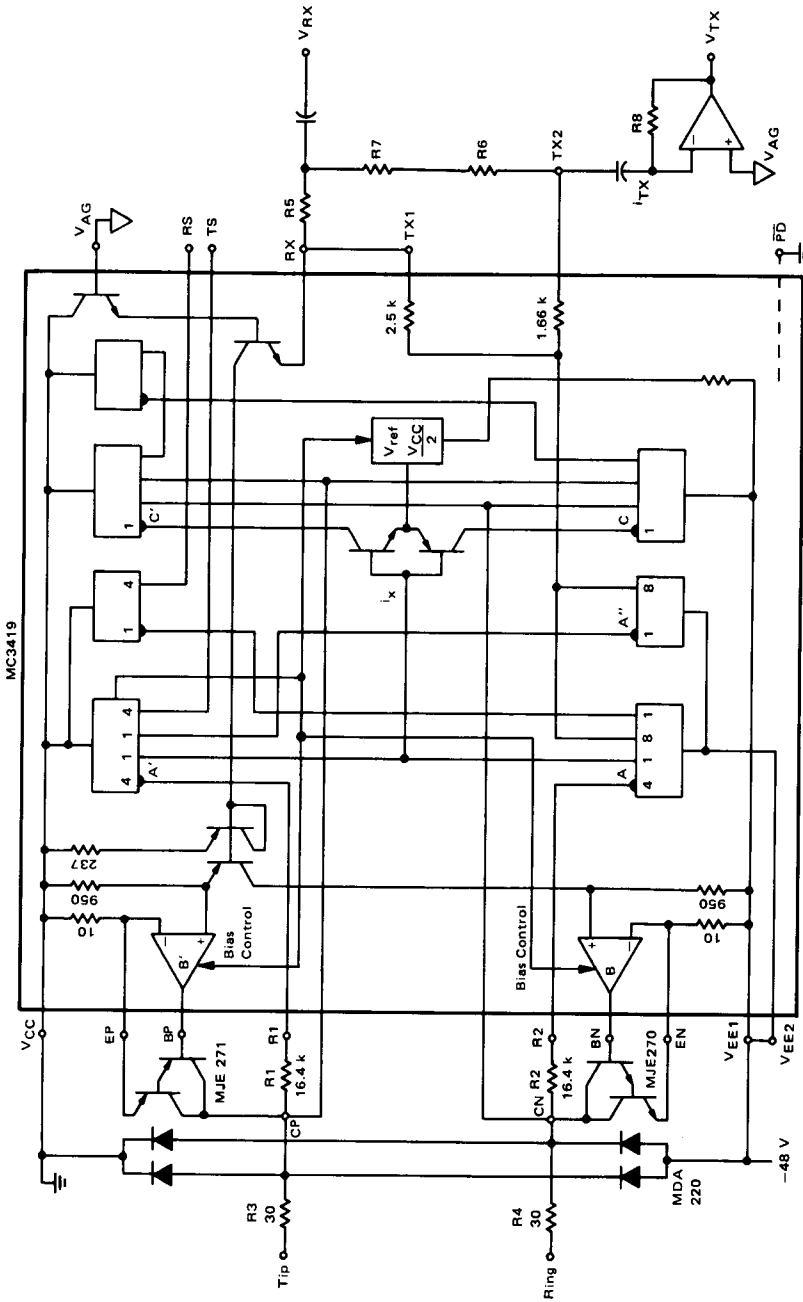 MC3419
VCC
EP
BP
R1
MJE 271
R1
16.4 k
CP
R3
30
Tip
Ring
R4
30
MDA
220
-48 V
CN
R2
16.4 k
R2
BN
MJE270
EN
VEE1
VEE2
10
950
237
B'
-
+
Bias
Control
Bias Control
B
+
-
950
10
4
1
1
4
A'
1
4
1
C'
iX
Vref
VCC
2
A
4
1
8
1
A''
1
8
C
1
2.5 k
1.66 k
VAG
RS
TS
RX
R5
VRX
TX1
R7
R6
TX2
iTX
R8
-
+
VTX
VAG
PD